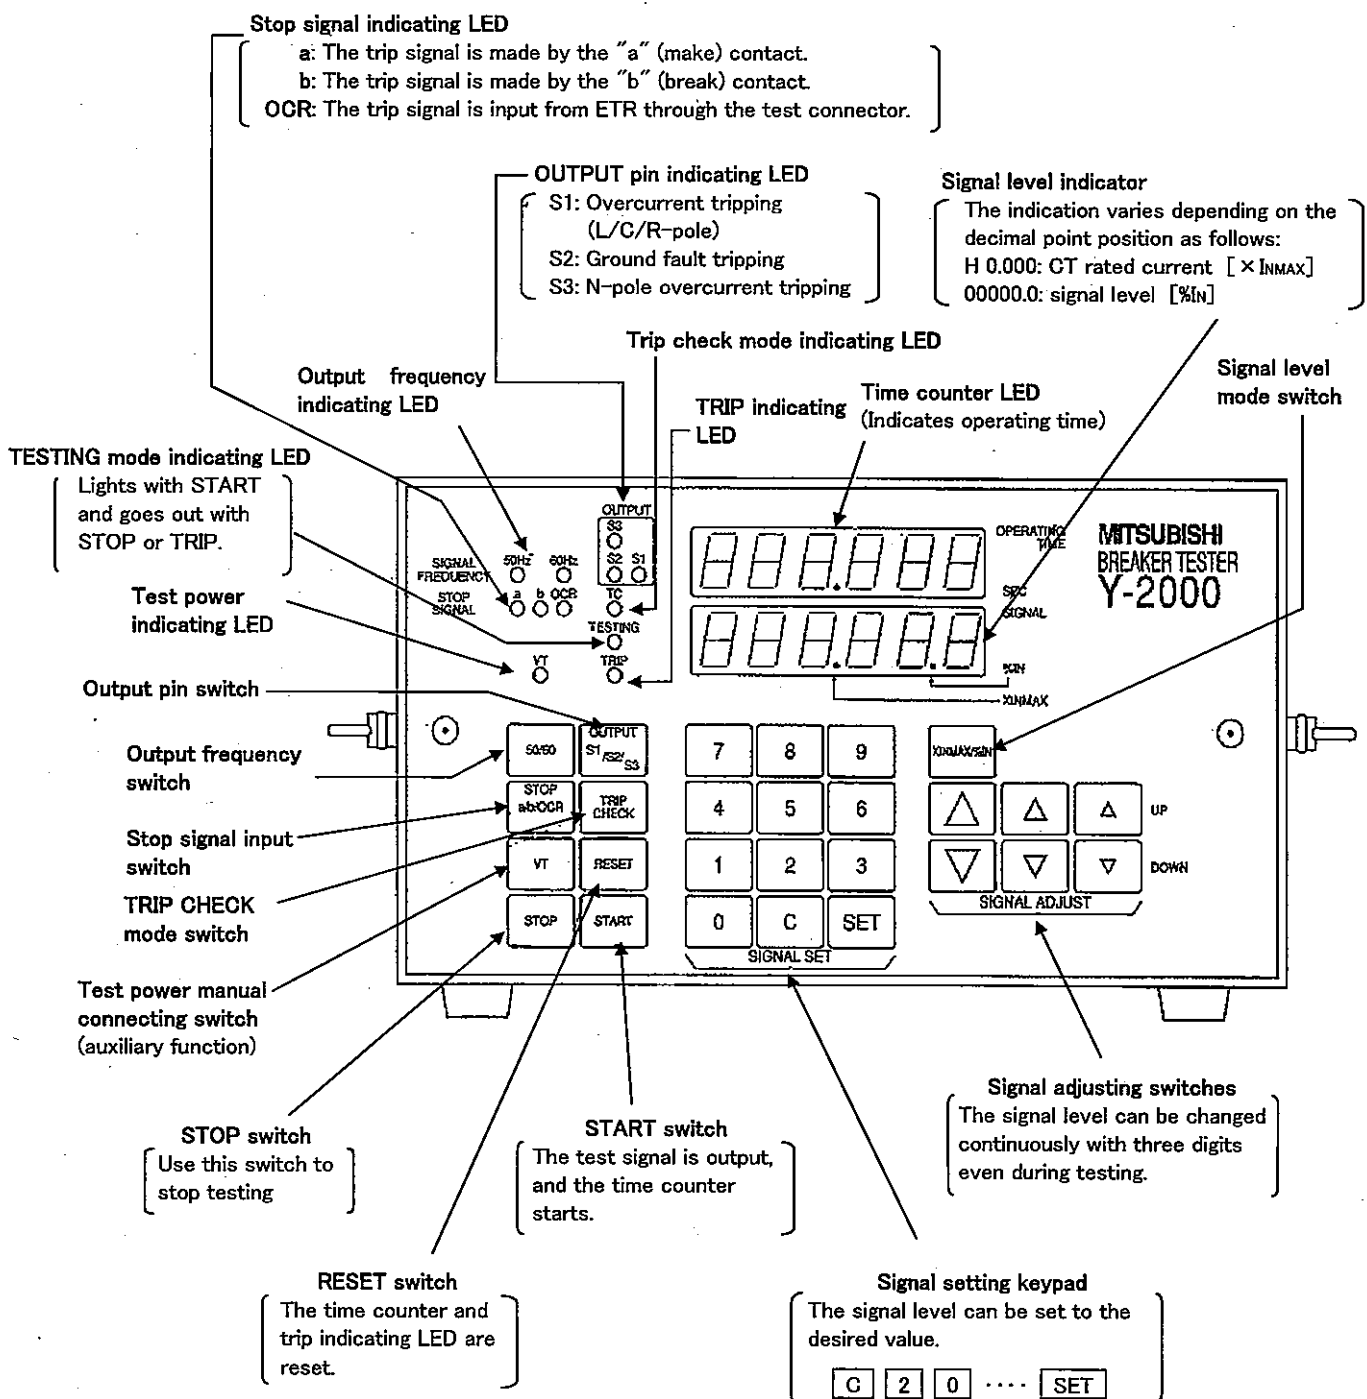 Stop signal indicating LED
a: The trip signal is made by the "a" (make) contact.
b: The trip signal is made by the "b" (break) contact.
OCR: The trip signal is input from ETR through the test connector.
OUTPUT pin indicating LED
S1: Overcurrent tripping
(L/C/R-pole)
S2: Ground fault tripping
S3: N-pole overcurrent tripping
Signal level indicator
The indication varies depending on the
decimal point position as follows:
H 0.000: CT rated current [×INMAX]
00000.0: signal level [%IN]
Trip check mode indicating LED
Output frequency
indicating LED
TRIP indicating
LED
Time counter LED
(Indicates operating time)
Signal level
mode switch
TESTING mode indicating LED
Lights with START
and goes out with
STOP or TRIP.
Test power
indicating LED
Output pin switch
Output frequency
switch
Stop signal input
switch
TRIP CHECK
mode switch
Test power manual
connecting switch
(auxiliary function)
OUTPUT
S3
S2 S1
SIGNAL
FREQUENCY
50Hz 60Hz
STOP
SIGNAL
a b OCR
TC
TESTING
VT
TRIP
OPERATING
TIME
SEC
SIGNAL
%IN
XINMAX
MITSUBISHI
BREAKER TESTER
Y-2000
50/60
OUTPUT
S1/S2/S3
STOP
a/b/OCR
TRIP
CHECK
VT
RESET
STOP
START
7 8 9
4 5 6
1 2 3
0 C SET
SIGNAL SET
XINMAX/%IN
UP
DOWN
SIGNAL ADJUST
STOP switch
Use this switch to
stop testing
START switch
The test signal is output,
and the time counter
starts.
Signal adjusting switches
The signal level can be changed
continuously with three digits
even during testing.
RESET switch
The time counter and
trip indicating LED are
reset.
Signal setting keypad
The signal level can be set to the
desired value.
C 2 0 ···· SET